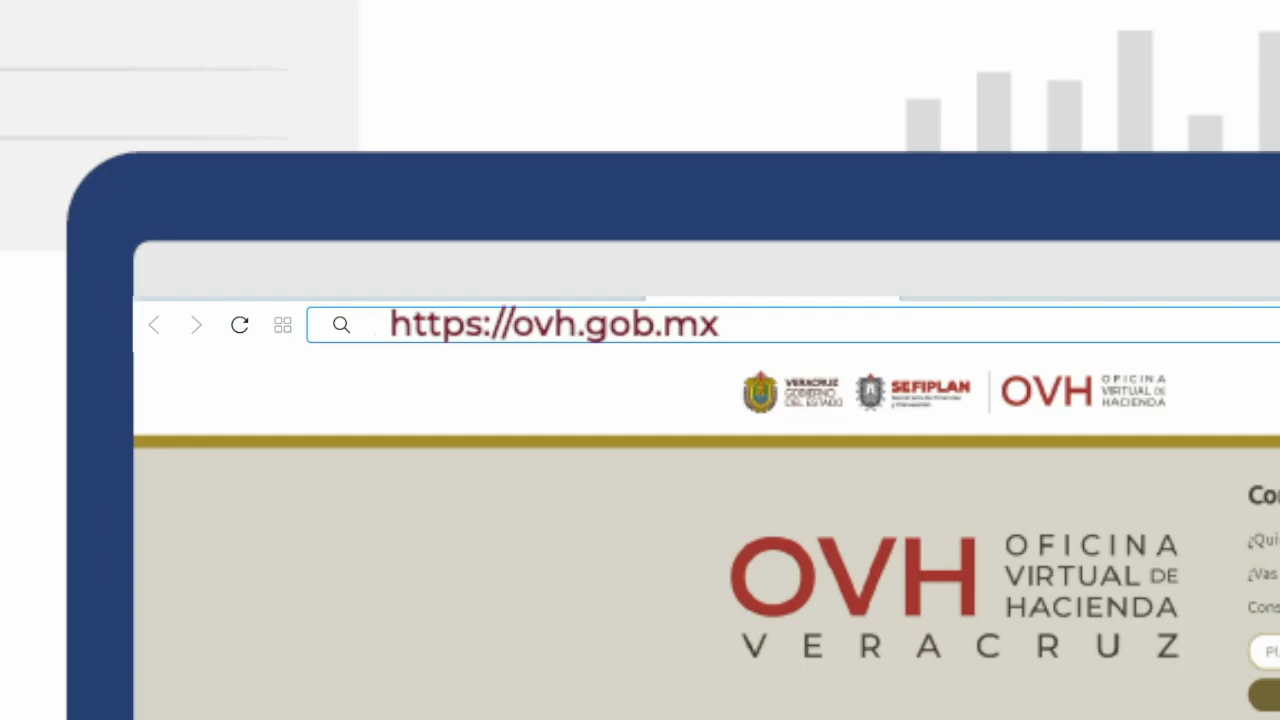 https://ovh.gob.mx
VERACRUZ
GOBIERNO
DEL ESTADO
SEFIPLAN
OVH
OFICINA
VIRTUAL DE
HACIENDA
OVH
OFICINA
VIRTUAL DE
HACIENDA
VERACRUZ
¿Vas